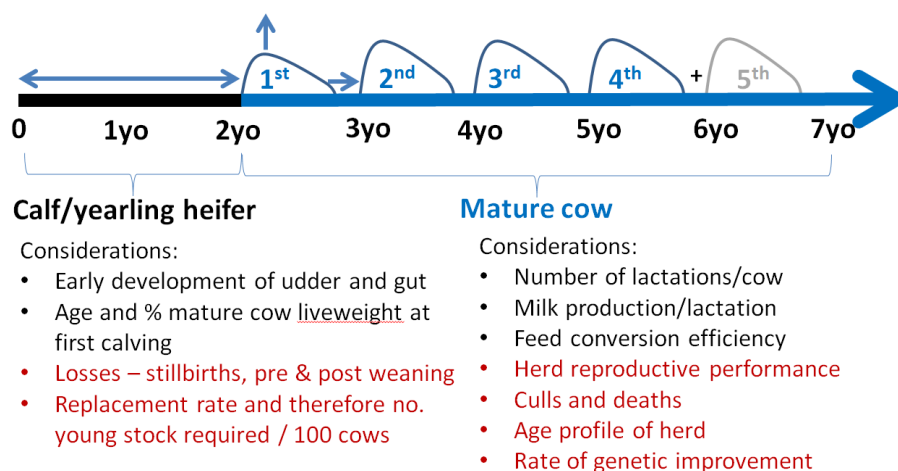 1st
2nd
3rd
4th
+
5th
0
1yo
2yo
3yo
4yo
5yo
6yo
7yo
Calf/yearling heifer
Considerations:
• Early development of udder and gut
• Age and % mature cow liveweight at
first calving
• Losses – stillbirths, pre & post weaning
• Replacement rate and therefore no.
young stock required / 100 cows
Mature cow
Considerations:
• Number of lactations/cow
• Milk production/lactation
• Feed conversion efficiency
• Herd reproductive performance
• Culls and deaths
• Age profile of herd
• Rate of genetic improvement